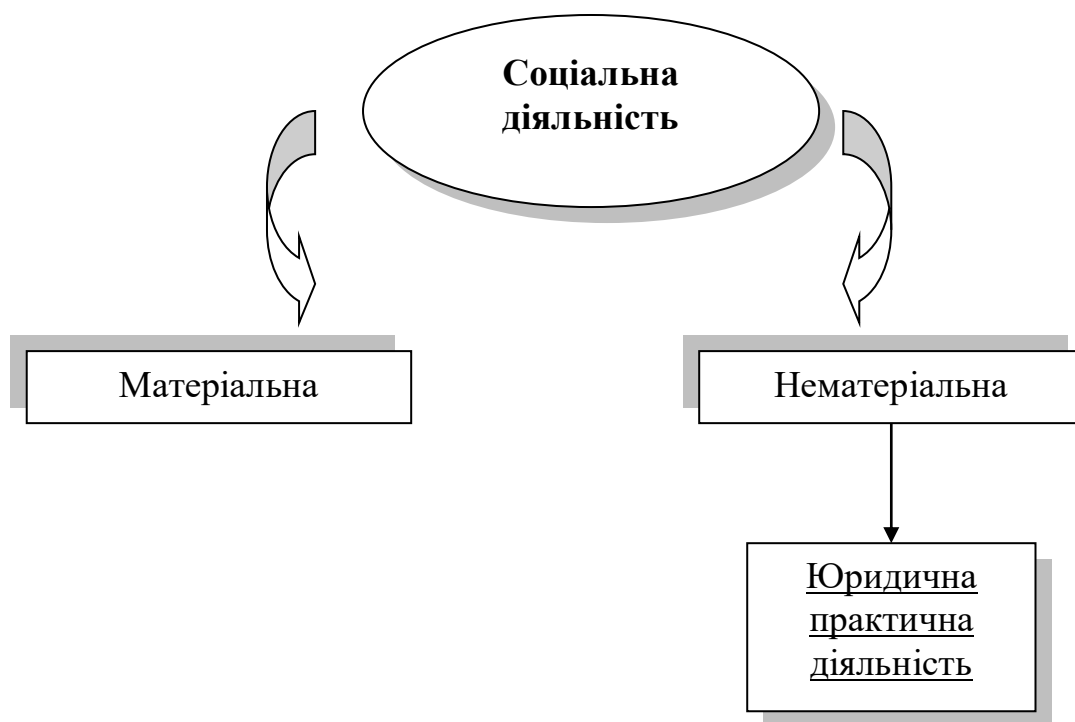 Соціальна
діяльність
Матеріальна
Нематеріальна
Юридична
практична
діяльність